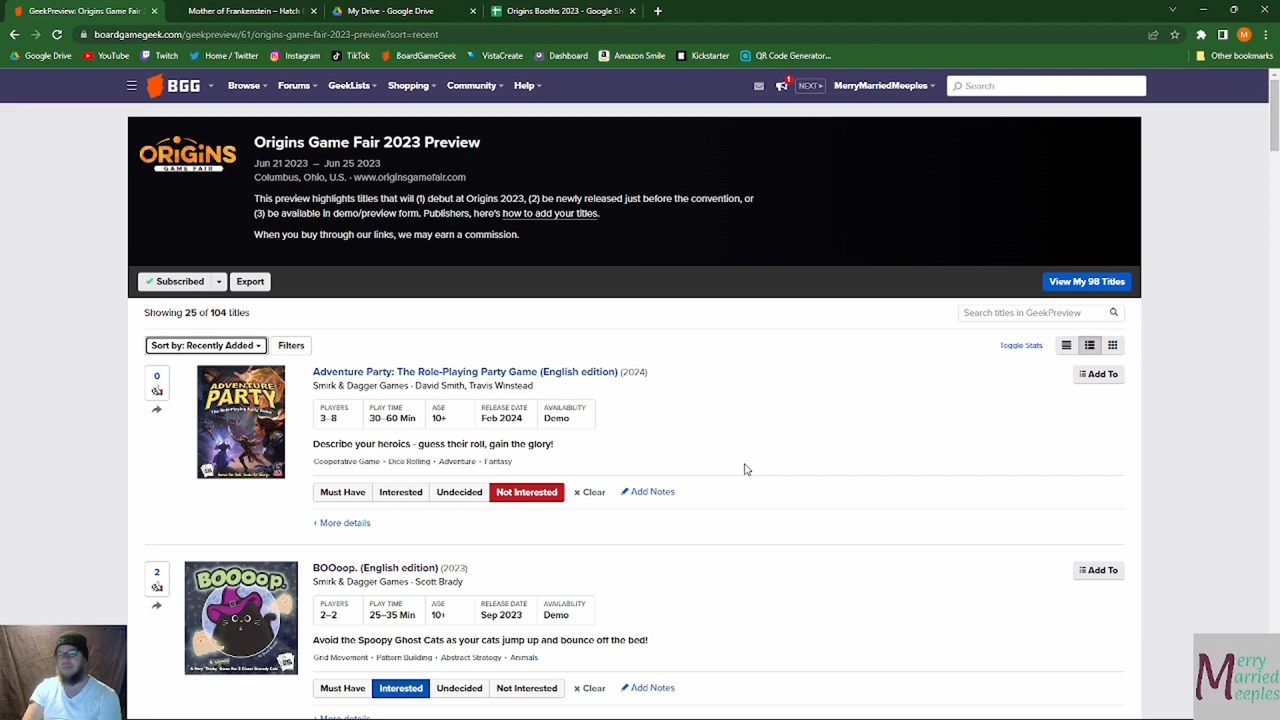 GeekPreview Origins Game Fair
Mother of Frankenstein – Hatch
My Drive – Google Drive
Origins Booths 2023 - Google Sh
boardgamegeek.com/geekpreview/61/origins-game-fair-2023-preview?sort=recent
Google Drive YouTube Twitch Home / Twitter Instagram TikTok BoardGameGeek VistaCreate Dashboard Amazon Smile Kickstarter QR Code Generator... Other bookmarks
BGG Browse Forums GeekLists Shopping Community Help 1 NEXT MerryMarriedMeeples Search
Origins Game Fair 2023 Preview
ORIGINS
GAME FAIR
Jun 21 2023 – Jun 25 2023
Columbus, Ohio, U.S. · www.originsgamefair.com
This preview highlights titles that will (1) debut at Origins 2023, (2) be newly released just before the convention, or
(3) be available in demo/preview form. Publishers, here's how to add your titles.
When you buy through our links, we may earn a commission.
Subscribed Export View My 98 Titles
Showing 25 of 104 titles Search titles in GeekPreview
Sort by: Recently Added Filters Toggle Stats
0
ADVENTURE
PARTY
Adventure Party: The Role-Playing Party Game (English edition) (2024) Add To
Smirk & Dagger Games - David Smith, Travis Winstead
PLAYERS PLAY TIME AGE RELEASE DATE AVAILABILITY
3–8 30–60 Min 10+ Feb 2024 Demo
Describe your heroics - guess their roll, gain the glory!
Cooperative Game • Dice Rolling • Adventure • Fantasy
Must Have Interested Undecided Not Interested × Clear Add Notes
+ More details
2
BOOoop.
BOOoop. (English edition) (2023) Add To
Smirk & Dagger Games - Scott Brady
PLAYERS PLAY TIME AGE RELEASE DATE AVAILABILITY
2–2 25–35 Min 10+ Sep 2023 Demo
Avoid the Spoopy Ghost Cats as your cats jump up and bounce off the bed!
Grid Movement • Pattern Building • Abstract Strategy • Animals
Must Have Interested Undecided Not Interested × Clear Add Notes
+ More details
Merry
Married
Meeples